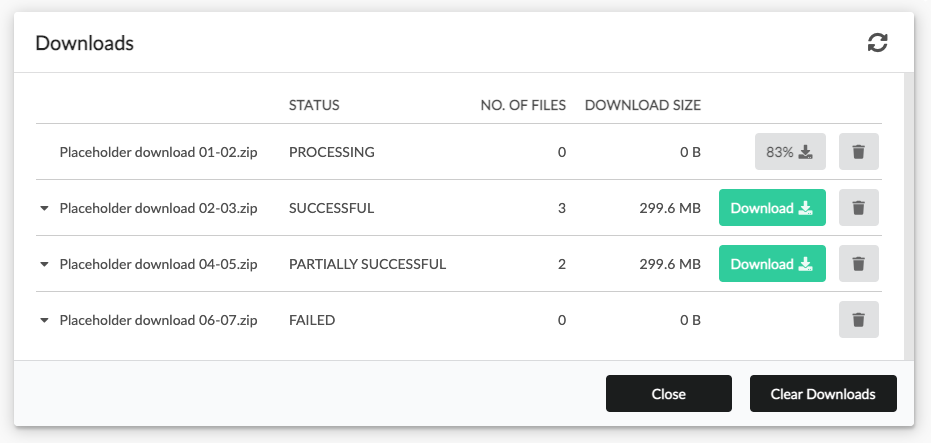 Downloads
STATUS NO. OF FILES DOWNLOAD SIZE
Placeholder download 01-02.zip PROCESSING 0 0 B 83%
Placeholder download 02-03.zip SUCCESSFUL 3 299.6 MB Download
Placeholder download 04-05.zip PARTIALLY SUCCESSFUL 2 299.6 MB Download
Placeholder download 06-07.zip FAILED 0 0 B
Close Clear Downloads